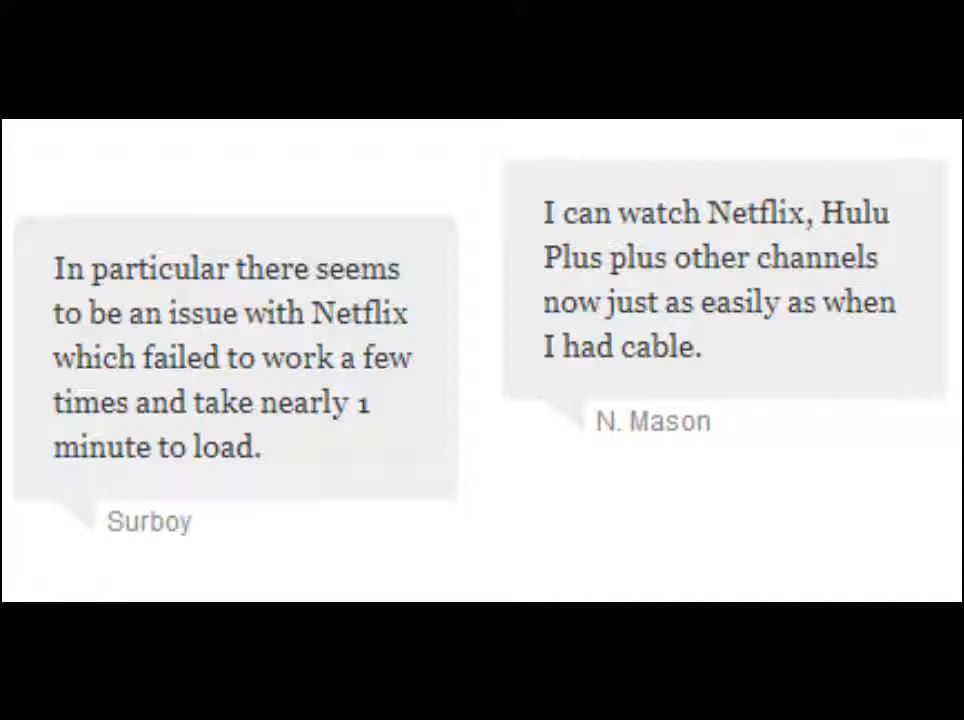 In particular there seems
to be an issue with Netflix
which failed to work a few
times and take nearly 1
minute to load.
Surboy
I can watch Netflix, Hulu
Plus plus other channels
now just as easily as when
I had cable.
N. Mason